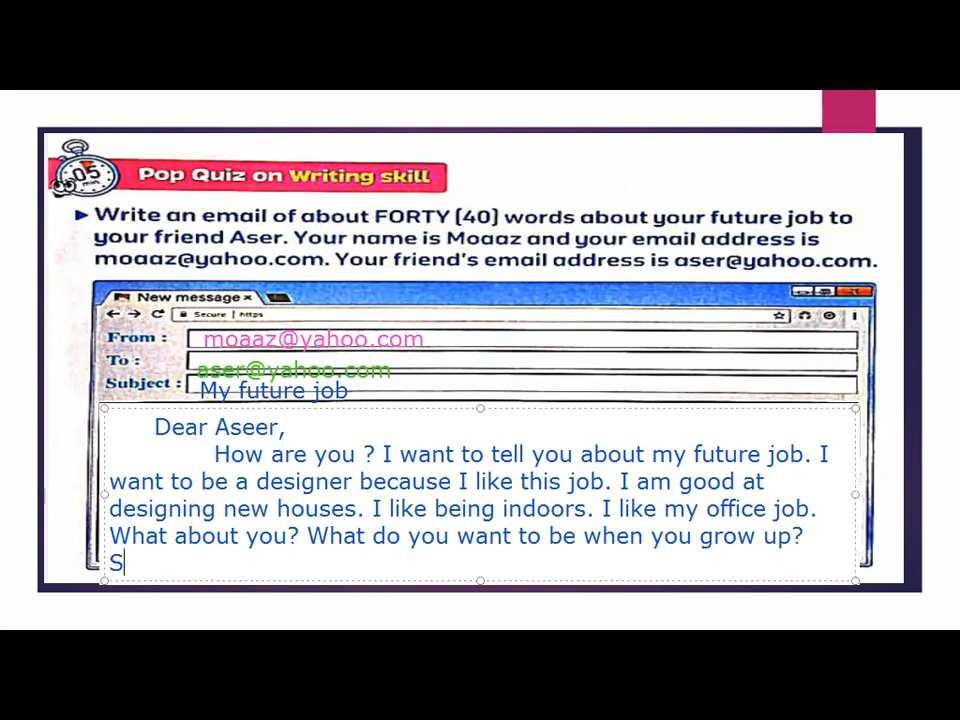 05
min
Pop Quiz on Writing skill
► Write an email of about FORTY (40) words about your future job to
your friend Aser. Your name is Moaaz and your email address is
moaaz@yahoo.com. Your friend's email address is aser@yahoo.com.
New message ×
Secure | https
From : moaaz@yahoo.com
To : aser@yahoo.com
Subject : My future job
Dear Aseer,
How are you ? I want to tell you about my future job. I
want to be a designer because I like this job. I am good at
designing new houses. I like being indoors. I like my office job.
What about you? What do you want to be when you grow up?
S